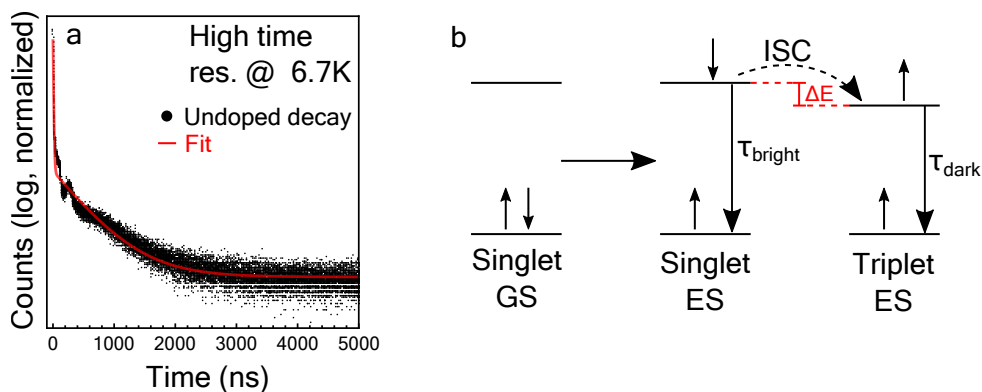 a
High time
res. @ 6.7K
Undoped decay
Fit
Counts (log, normalized)
0
1000
2000
3000
4000
5000
Time (ns)
b
ISC
ΔE
τbright
τdark
Singlet
GS
Singlet
ES
Triplet
ES